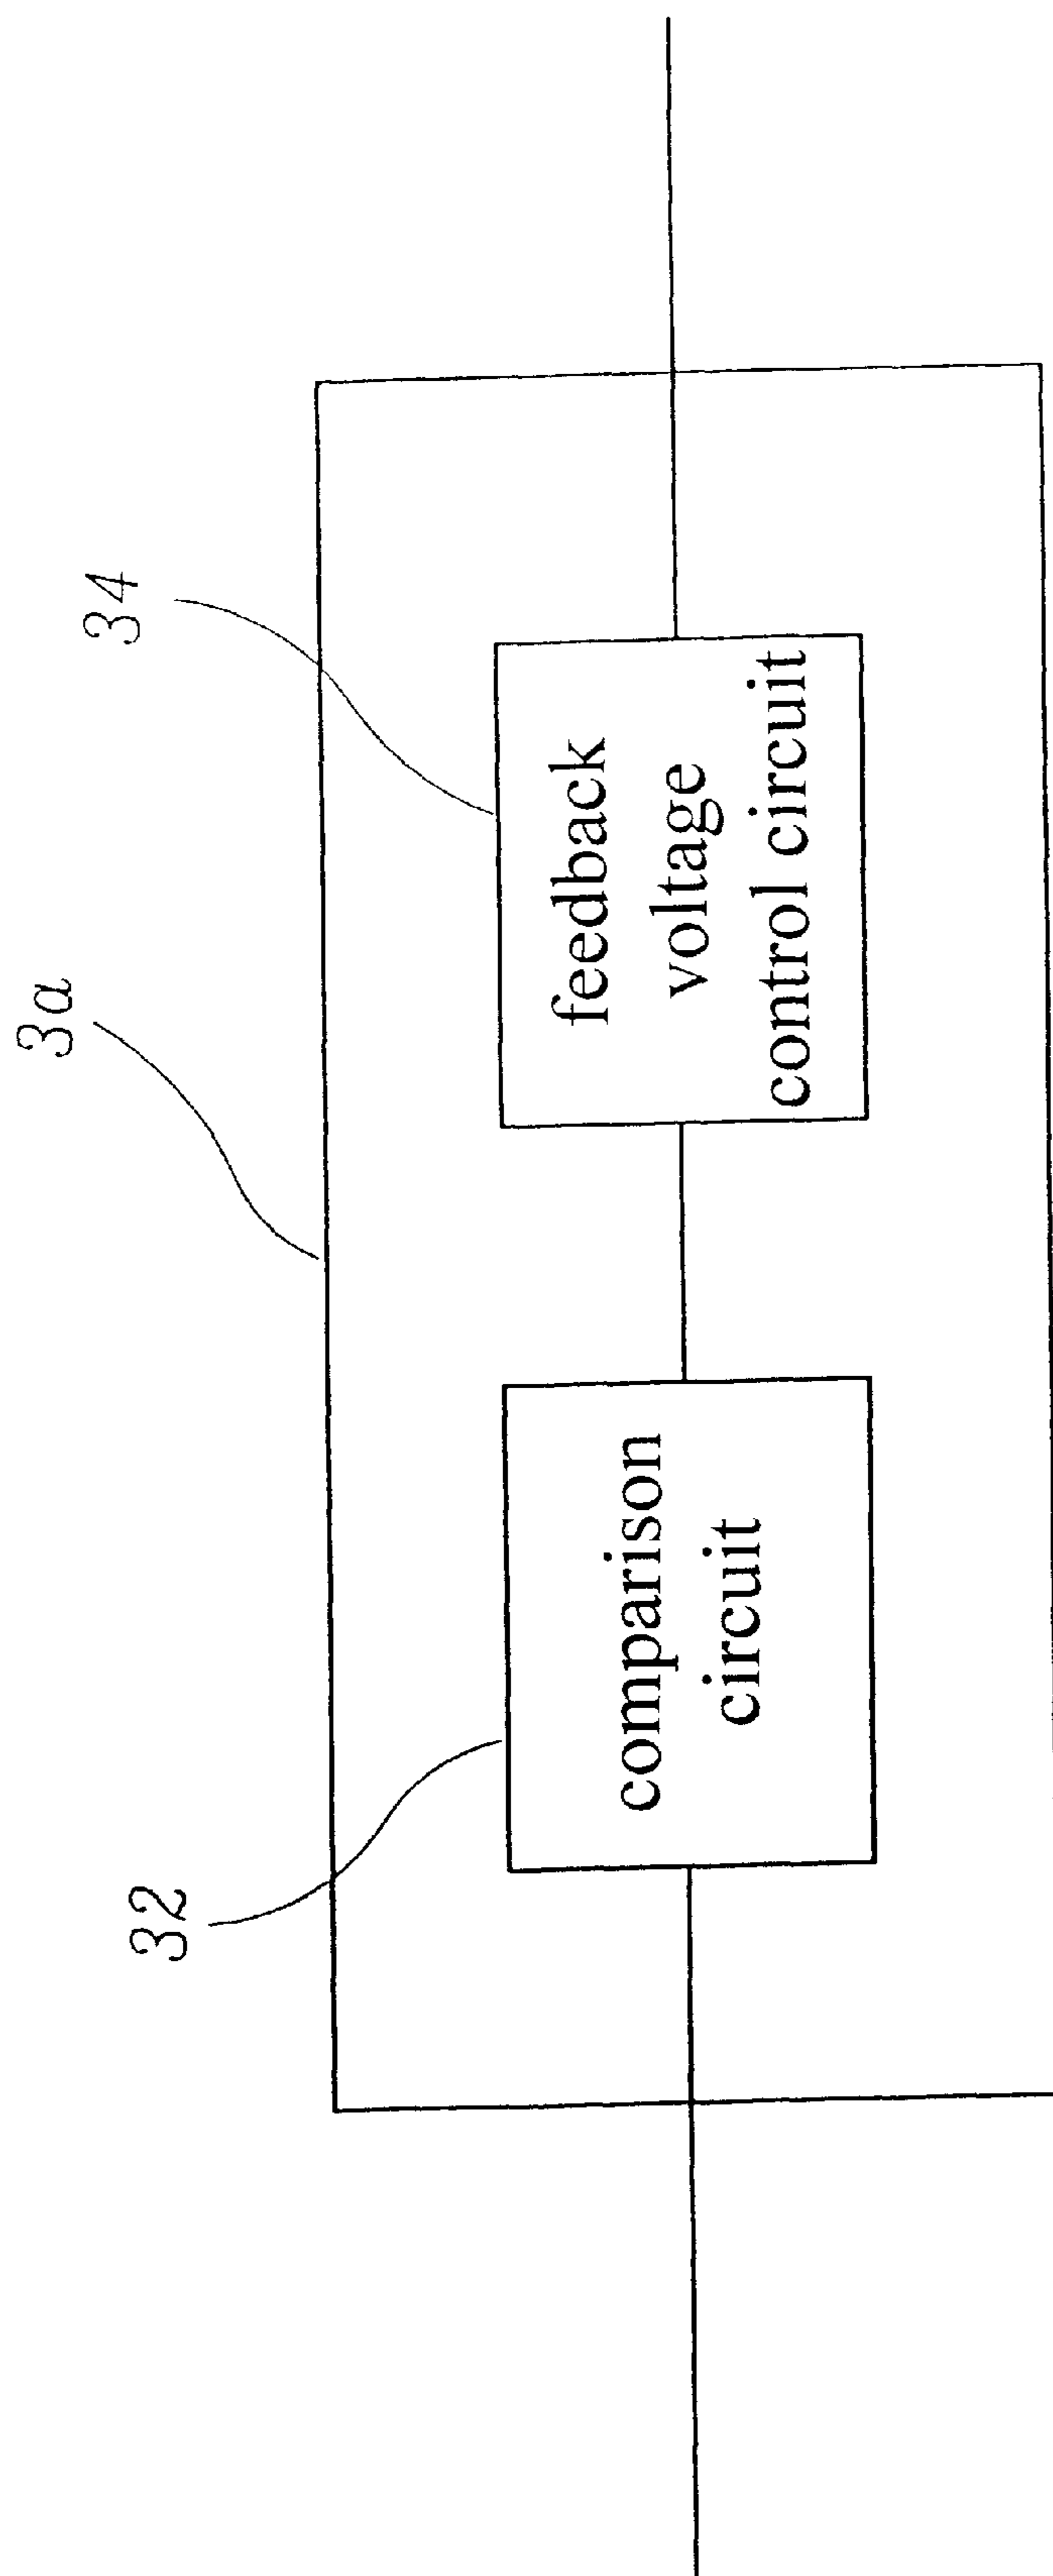 3a
32
comparison
circuit
34
feedback
voltage
control circuit